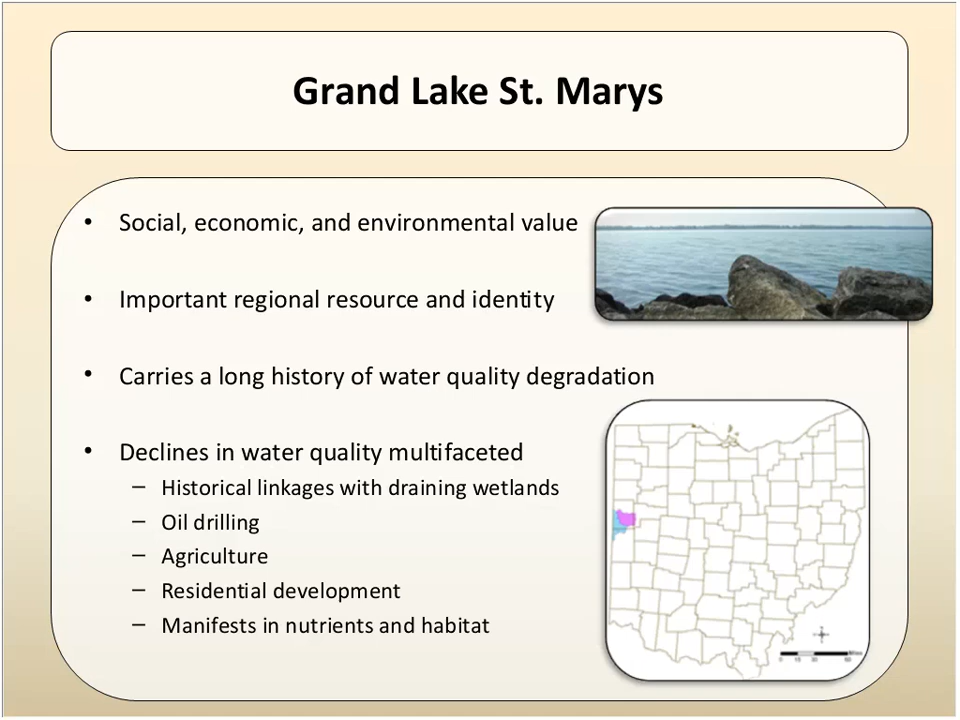 Grand Lake St. Marys
• Social, economic, and environmental value
• Important regional resource and identity
• Carries a long history of water quality degradation
• Declines in water quality multifaceted
– Historical linkages with draining wetlands
– Oil drilling
– Agriculture
– Residential development
– Manifests in nutrients and habitat